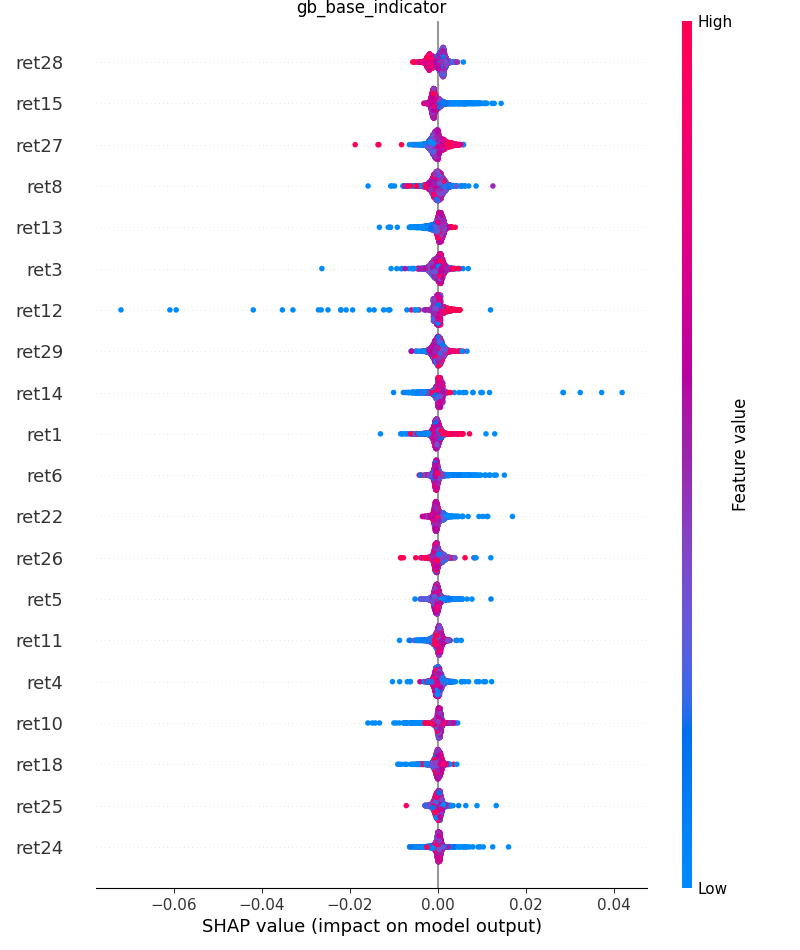 gb_base_indicator
High
ret28
ret15
ret27
ret8
ret13
ret3
ret12
ret29
ret14
ret1
ret6
ret22
ret26
ret5
ret11
ret4
ret10
ret18
ret25
ret24
Feature value
Low
−0.06
−0.04
−0.02
0.00
0.02
0.04
SHAP value (impact on model output)